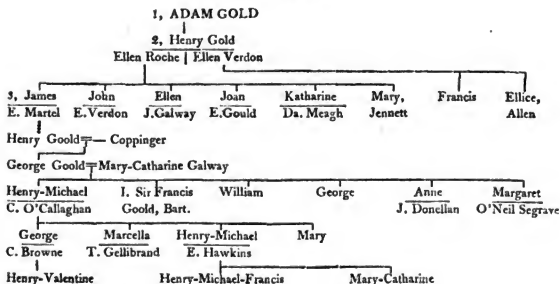 1, ADAM GOLD
2, Henry Gold
Ellen Roche | Ellen Verdon
3, James John Ellen Joan Katharine Mary, Francis Ellice,
E. Martel E.Verdon J.Galway E.Gould Da. Meagh Jennett Allen
Henry Goold — Coppinger
George Goold Mary-Catharine Galway
Henry-Michael I. Sir Francis William George Anne Margaret
C. O'Callaghan Goold, Bart. J. Donellan O'Neil Segrave
George Marcella Henry-Michael Mary
C. Browne T. Gellibrand E. Hawkins
Henry-Valentine Henry-Michael-Francis Mary-Catharine